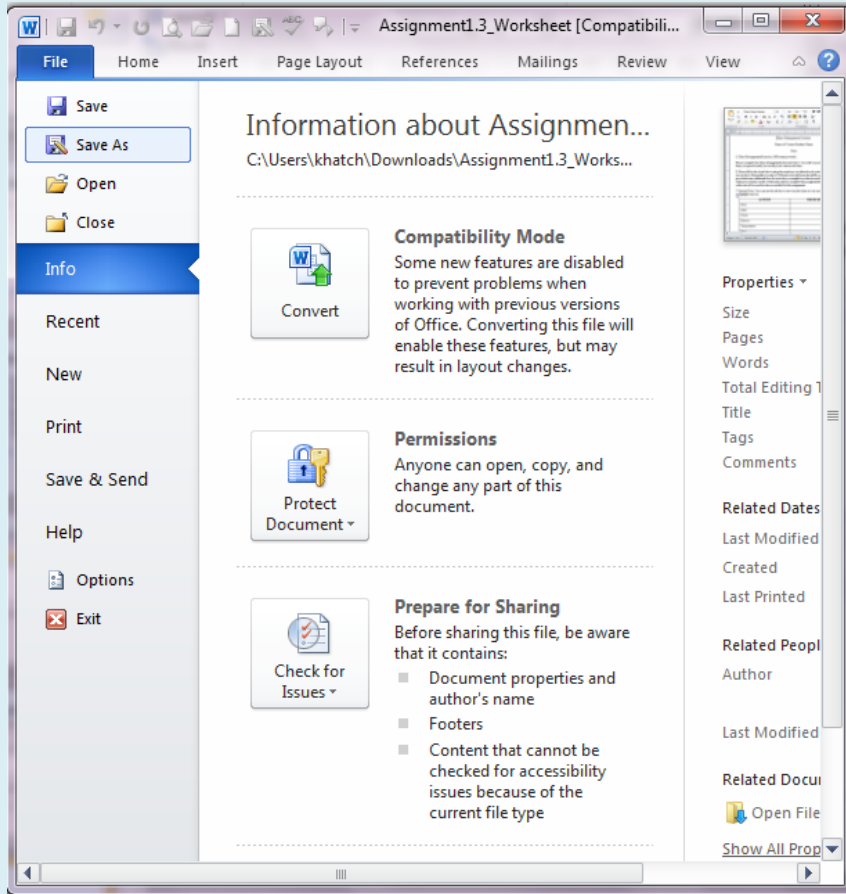 Assignment1.3_Worksheet [Compatibili...
File Home Insert Page Layout References Mailings Review View
Save
Save As
Open
Close
Info
Recent
New
Print
Save & Send
Help
Options
Exit
Information about Assignmen...
C:\Users\khatch\Downloads\Assignment1.3_Works...
Convert
Compatibility Mode
Some new features are disabled
to prevent problems when
working with previous versions
of Office. Converting this file will
enable these features, but may
result in layout changes.
Protect
Document
Permissions
Anyone can open, copy, and
change any part of this
document.
Check for
Issues
Prepare for Sharing
Before sharing this file, be aware
that it contains:
Document properties and
author's name
Footers
Content that cannot be
checked for accessibility
issues because of the
current file type
Properties
Size
Pages
Words
Total Editing T
Title
Tags
Comments
Related Dates
Last Modified
Created
Last Printed
Related Peopl
Author
Last Modified
Related Docu
Open File
Show All Prop